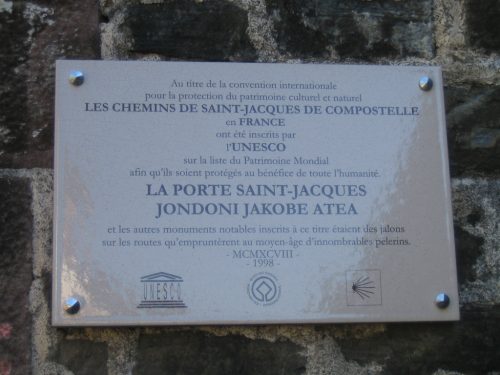 Au titre de la convention internationale
pour la protection du patrimoine culturel et naturel
LES CHEMINS DE SAINT-JACQUES DE COMPOSTELLE
en FRANCE
ont été inscrits par
l'UNESCO
sur la liste du Patrimoine Mondial
afin qu'ils soient protégés au bénéfice de toute l'humanité.
LA PORTE SAINT-JACQUES
JONDONI JAKOBE ATEA
et les autres monuments notables inscrits à ce titre étaient des jalons
sur les routes qu'empruntèrent au moyen-âge d'innombrables pèlerins.
- MCMXCVIII -
- 1998 -
UNESCO